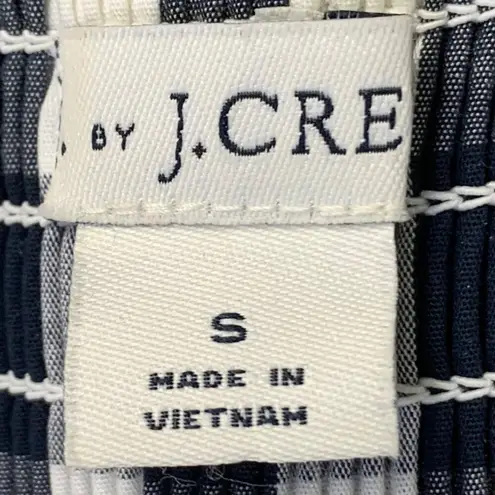 . BY J.CRE
S
MADE IN
VIETNAM